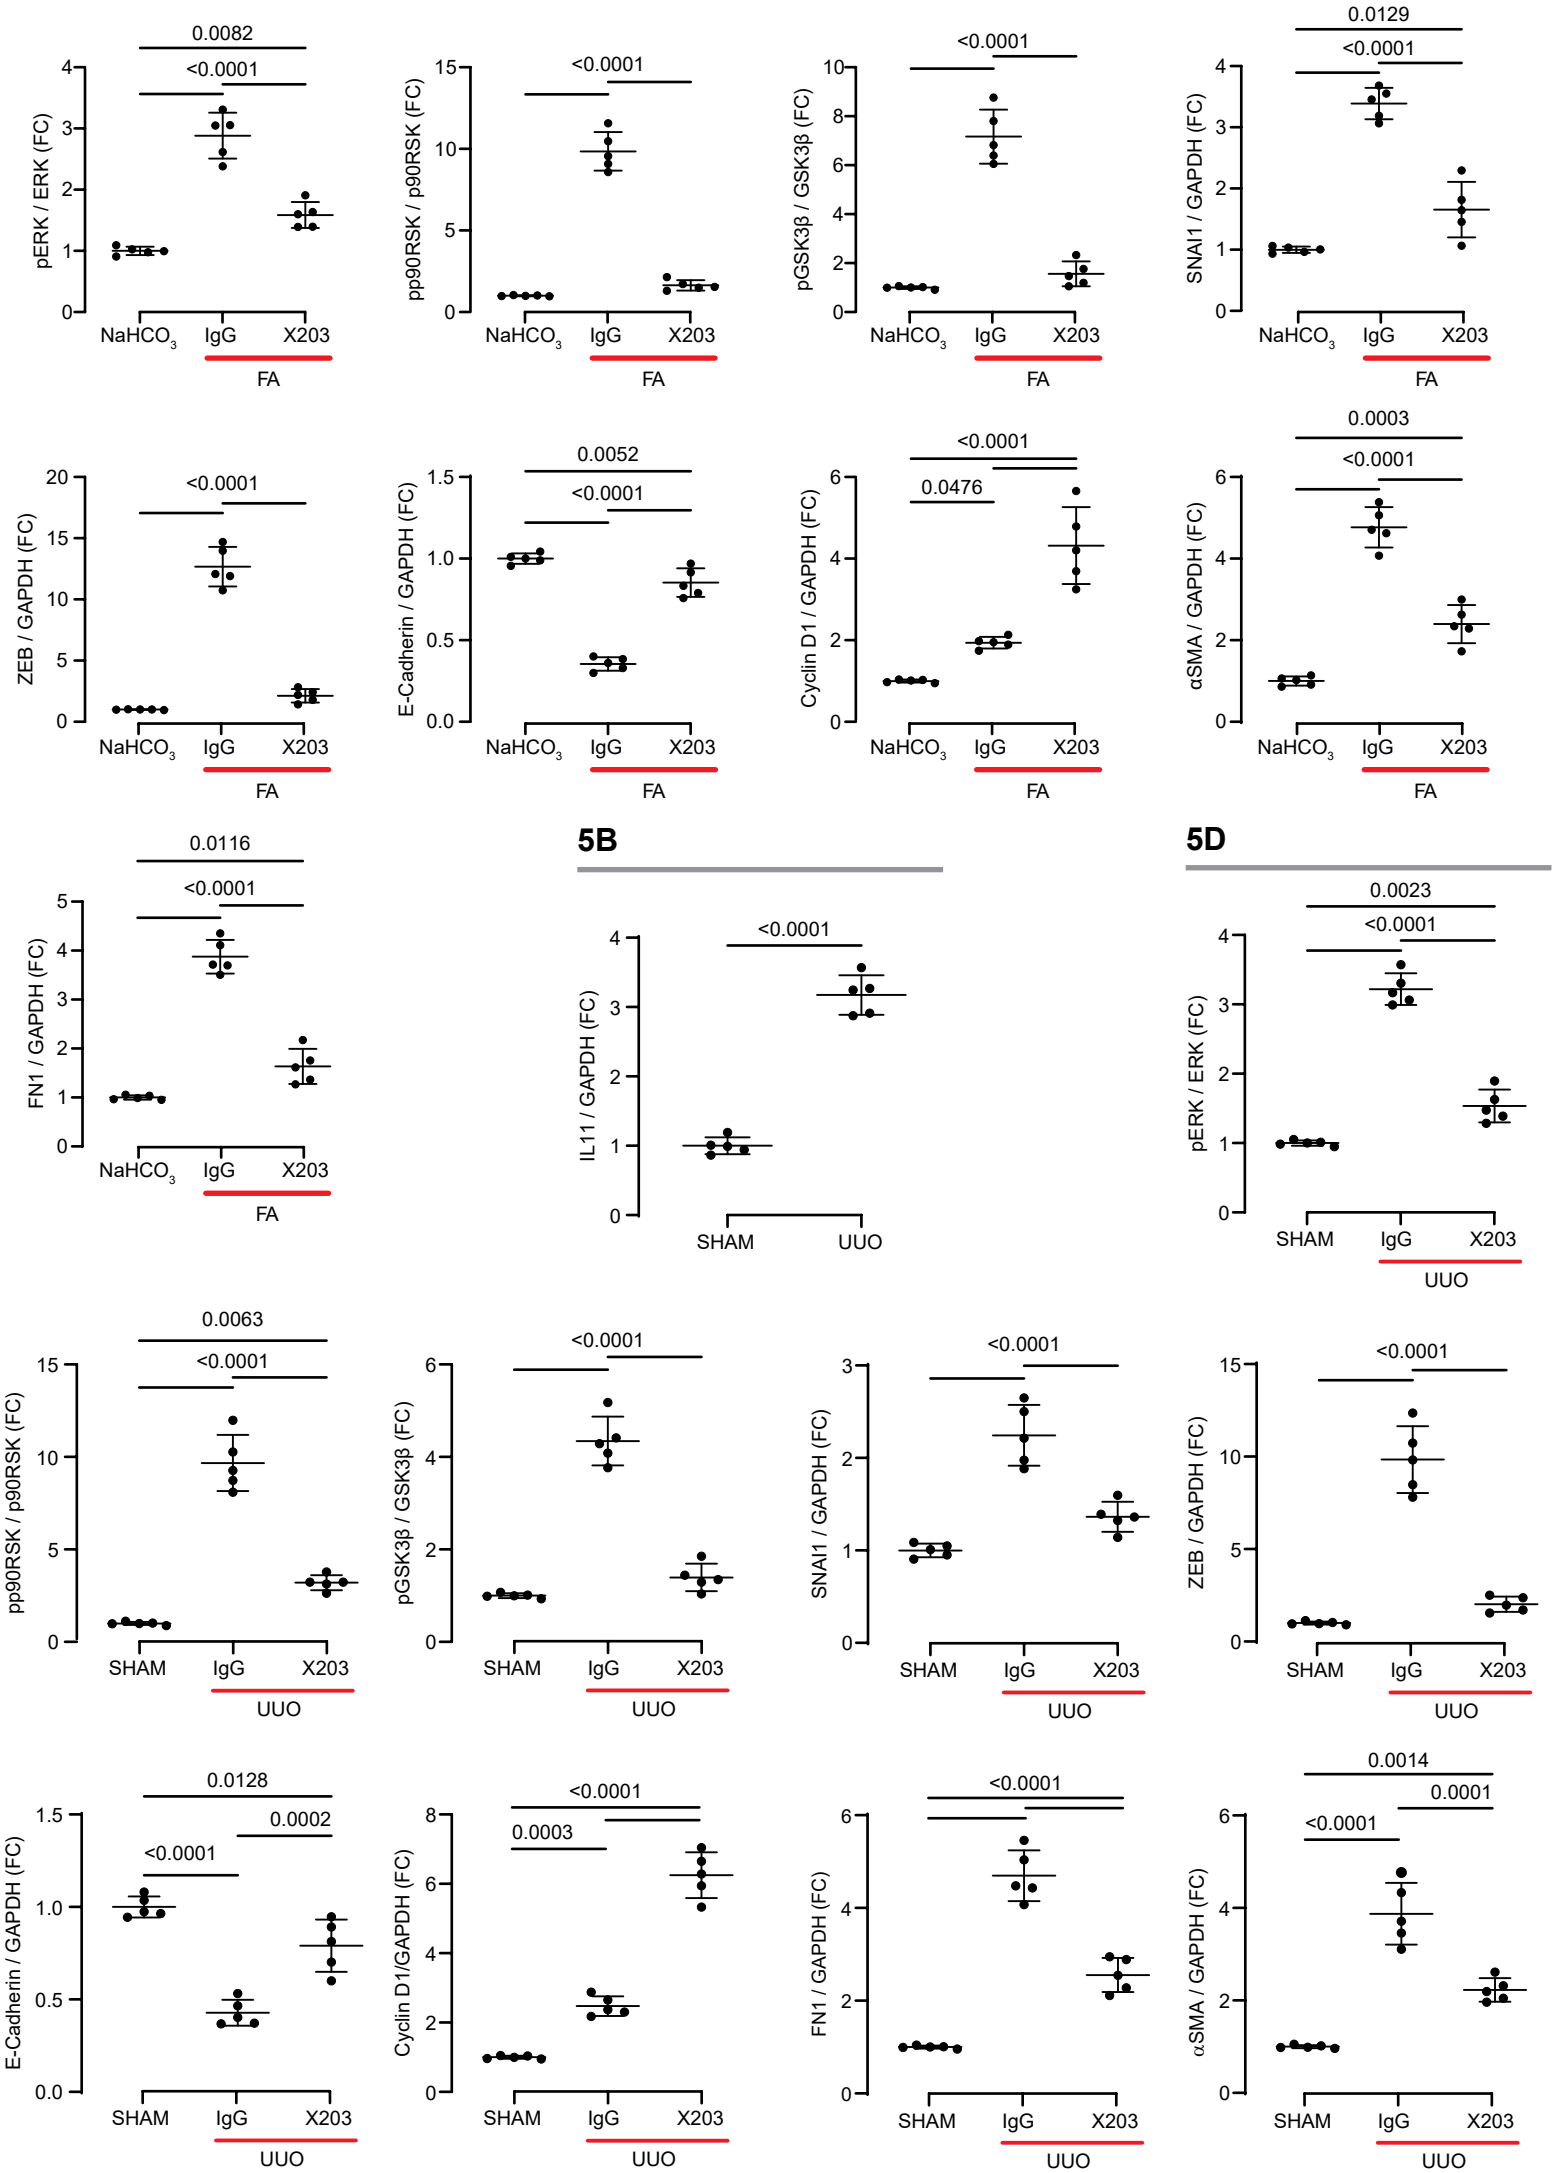 0.0082
<0.0001
pERK / ERK (FC)
4
3
2
1
0
NaHCO3
IgG
X203
FA
<0.0001
pp90RSK / p90RSK (FC)
15
10
5
0
NaHCO3
IgG
X203
FA
<0.0001
pGSK3β / GSK3β (FC)
10
8
6
4
2
0
NaHCO3
IgG
X203
FA
0.0129
<0.0001
SNAI1 / GAPDH (FC)
4
3
2
1
0
NaHCO3
IgG
X203
FA
<0.0001
ZEB / GAPDH (FC)
20
15
10
5
0
NaHCO3
IgG
X203
FA
0.0052
<0.0001
E-Cadherin / GAPDH (FC)
1.5
1.0
0.5
0.0
NaHCO3
IgG
X203
FA
<0.0001
0.0476
Cyclin D1 / GAPDH (FC)
6
4
2
0
NaHCO3
IgG
X203
FA
0.0003
<0.0001
αSMA / GAPDH (FC)
6
4
2
0
NaHCO3
IgG
X203
FA
0.0116
<0.0001
FN1 / GAPDH (FC)
5
4
3
2
1
0
NaHCO3
IgG
X203
FA
5B
<0.0001
IL11 / GAPDH (FC)
4
3
2
1
0
SHAM
UUO
5D
0.0023
<0.0001
pERK / ERK (FC)
4
3
2
1
0
SHAM
IgG
X203
UUO
0.0063
<0.0001
pp90RSK / p90RSK (FC)
15
10
5
0
SHAM
IgG
X203
UUO
<0.0001
pGSK3β / GSK3β (FC)
6
4
2
0
SHAM
IgG
X203
UUO
<0.0001
SNAI1 / GAPDH (FC)
3
2
1
0
SHAM
IgG
X203
UUO
<0.0001
ZEB / GAPDH (FC)
15
10
5
0
SHAM
IgG
X203
UUO
0.0128
0.0002
<0.0001
E-Cadherin / GAPDH (FC)
1.5
1.0
0.5
0.0
SHAM
IgG
X203
UUO
<0.0001
0.0003
Cyclin D1/GAPDH (FC)
8
6
4
2
0
SHAM
IgG
X203
UUO
<0.0001
FN1 / GAPDH (FC)
6
4
2
0
SHAM
IgG
X203
UUO
0.0014
0.0001
<0.0001
αSMA / GAPDH (FC)
6
4
2
0
SHAM
IgG
X203
UUO